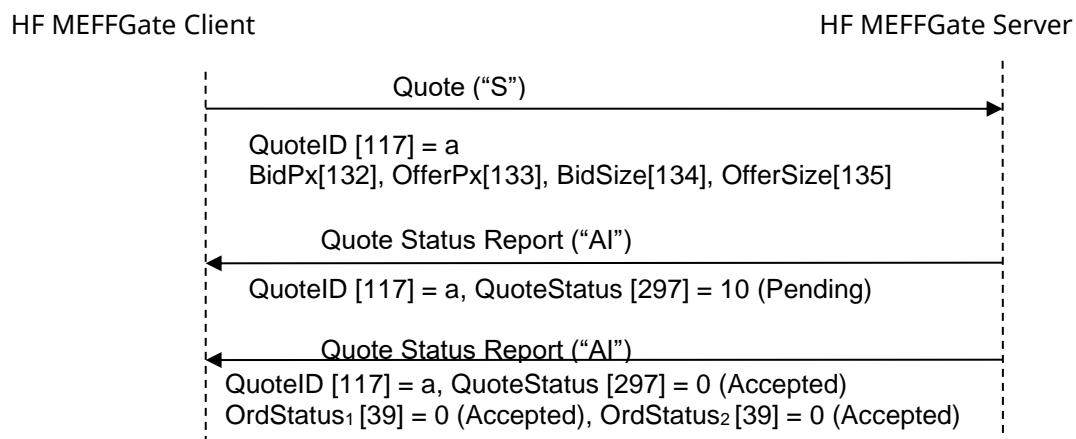 HF MEFFGate Client HF MEFFGate Server
Quote (“S”)
QuoteID [117] = a
BidPx[132], OfferPx[133], BidSize[134], OfferSize[135]
Quote Status Report (“AI”)
QuoteID [117] = a, QuoteStatus [297] = 10 (Pending)
Quote Status Report (“AI”)
QuoteID [117] = a, QuoteStatus [297] = 0 (Accepted)
OrdStatus₁ [39] = 0 (Accepted), OrdStatus₂ [39] = 0 (Accepted)